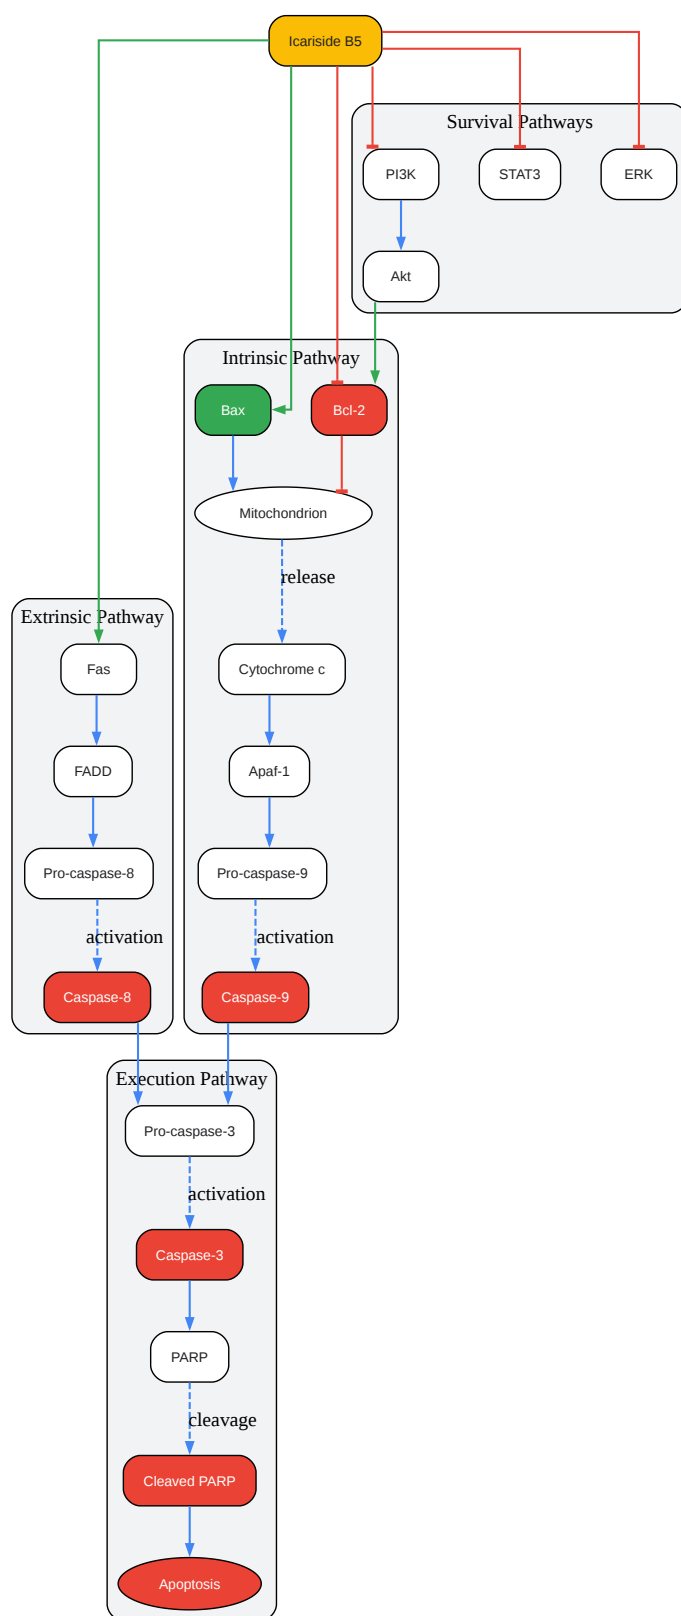 Icariside B5
Survival Pathways
PI3K
STAT3
ERK
Akt
Intrinsic Pathway
Bax
Bcl-2
Mitochondrion
release
Extrinsic Pathway
Fas
Cytochrome c
FADD
Apaf-1
Pro-caspase-8
Pro-caspase-9
activation
activation
Caspase-8
Caspase-9
Execution Pathway
Pro-caspase-3
activation
Caspase-3
PARP
cleavage
Cleaved PARP
Apoptosis